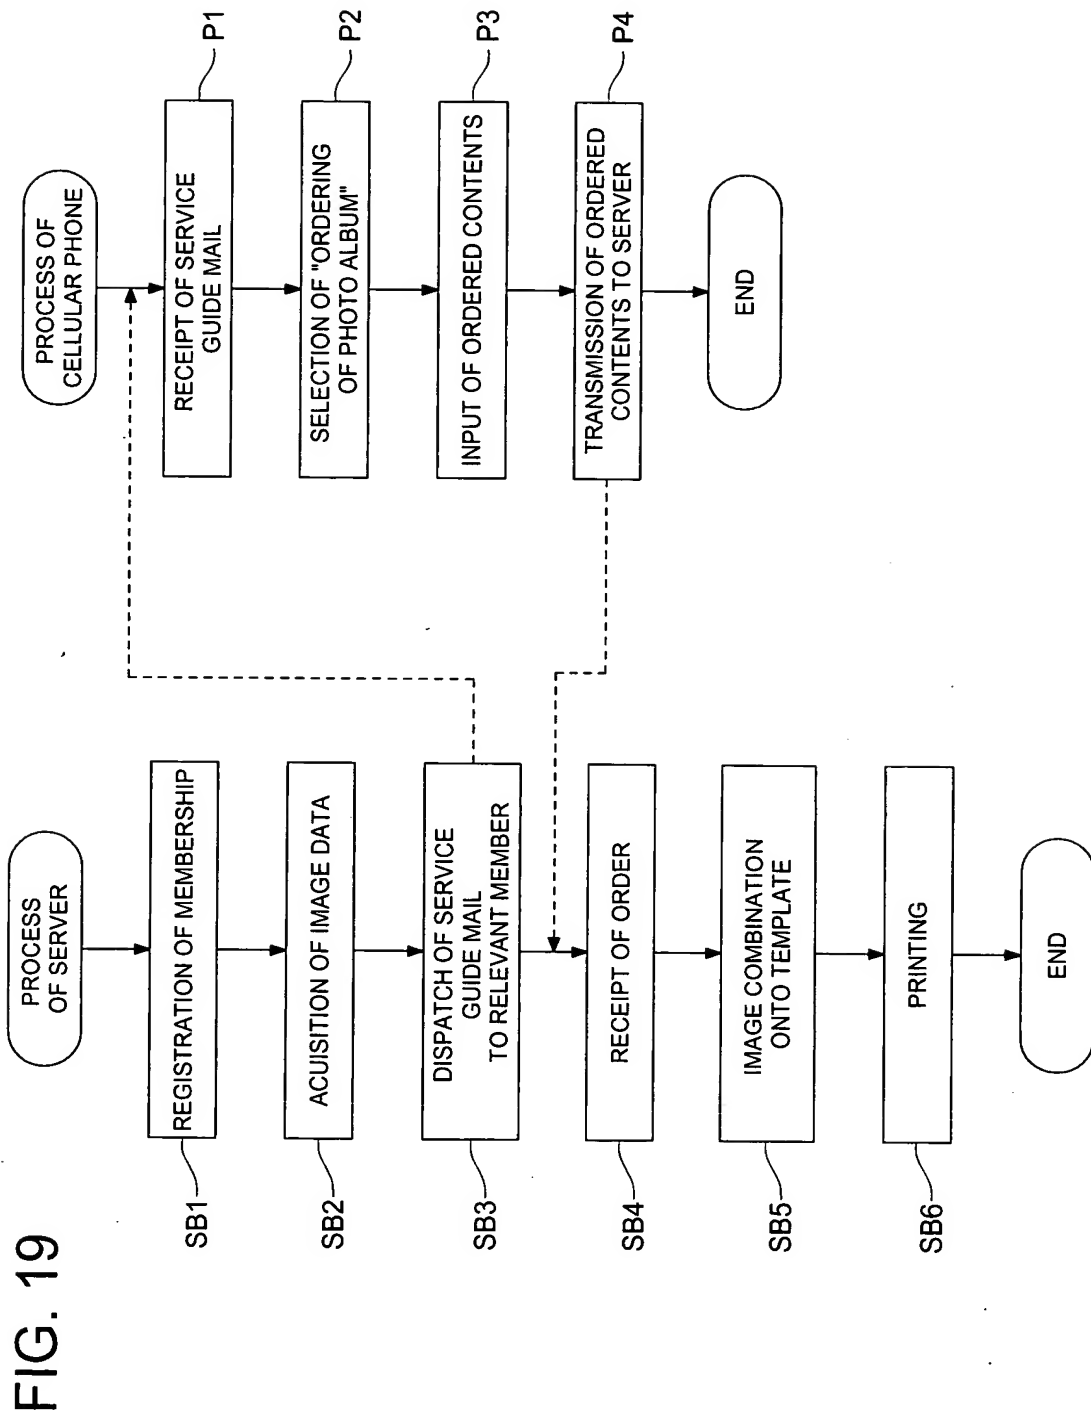 FIG. 19
PROCESS
OF SERVER
SB1
REGISTRATION OF MEMBERSHIP
SB2
ACUISITION OF IMAGE DATA
SB3
DISPATCH OF SERVICE
GUIDE MAIL
TO RELEVANT MEMBER
SB4
RECEIPT OF ORDER
SB5
IMAGE COMBINATION
ONTO TEMPLATE
SB6
PRINTING
END
PROCESS OF
CELLULAR PHONE
RECEIPT OF SERVICE
GUIDE MAIL
P1
SELECTION OF "ORDERING
OF PHOTO ALBUM"
P2
INPUT OF ORDERED CONTENTS
P3
TRANSMISSION OF ORDERED
CONTENTS TO SERVER
P4
END